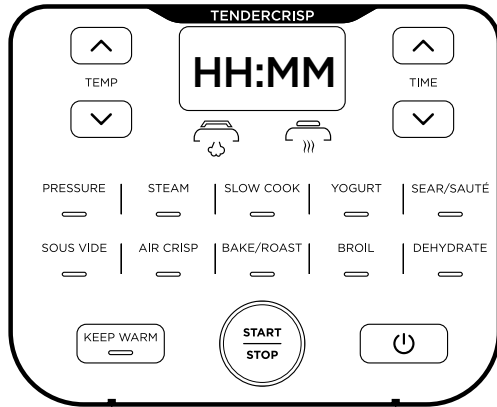 TENDERCRISP
HH:MM
TEMP
TIME
PRESSURE STEAM SLOW COOK YOGURT SEAR/SAUTÉ
SOUS VIDE AIR CRISP BAKE/ROAST BROIL DEHYDRATE
KEEP WARM
START
STOP